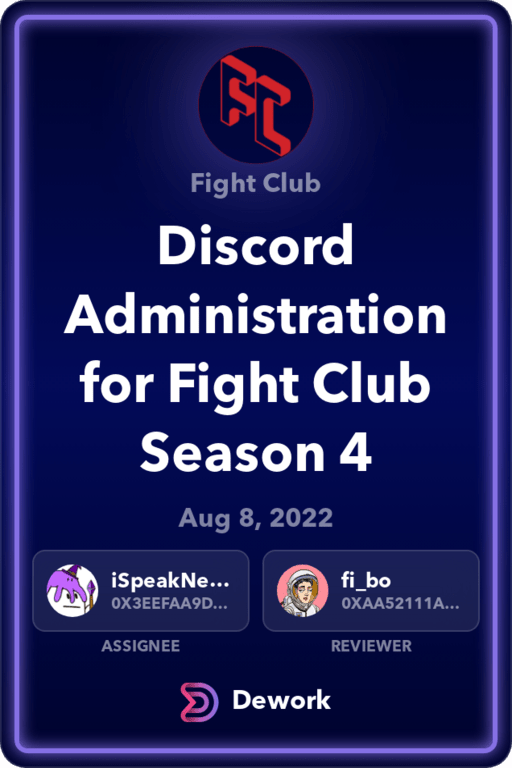 FC
Fight Club
Discord
Administration
for Fight Club
Season 4
Aug 8, 2022
iSpeakNe...
0X3EEFAA9D...
fi_bo
0XAA52111A...
ASSIGNEE
REVIEWER
Dework